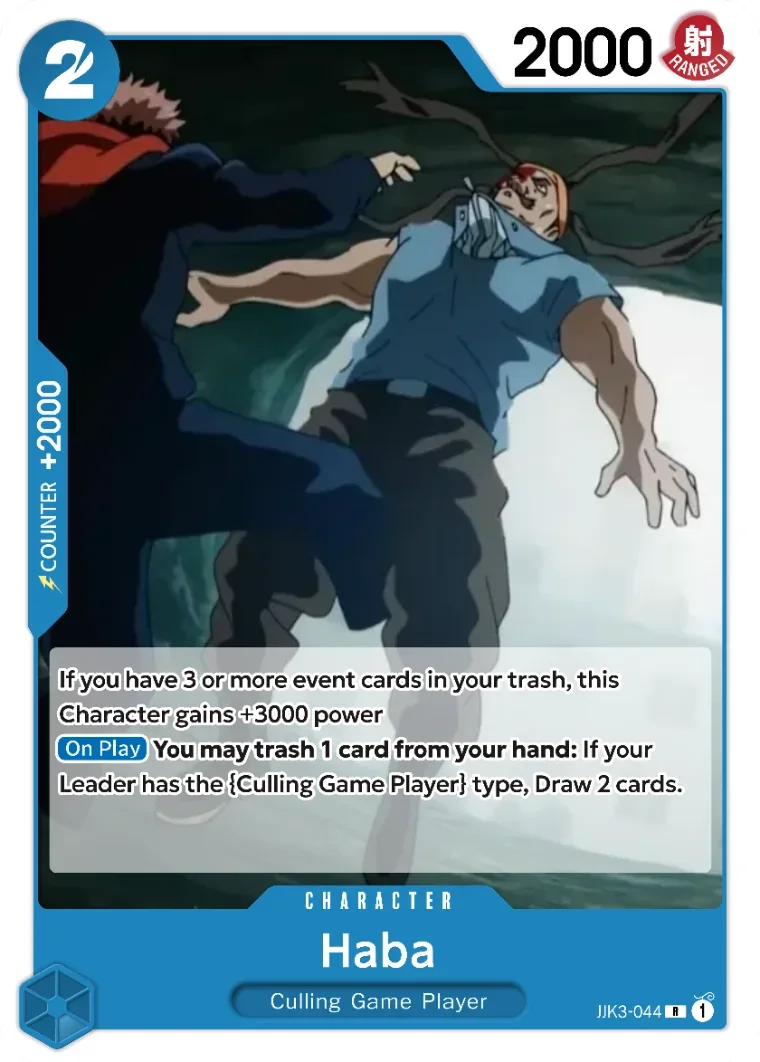 2
2000
射
RANGED
COUNTER +2000
If you have 3 or more event cards in your trash, this
Character gains +3000 power
On Play You may trash 1 card from your hand: If your
Leader has the {Culling Game Player} type, Draw 2 cards.
CHARACTER
Haba
Culling Game Player
JJK3-044 R 1